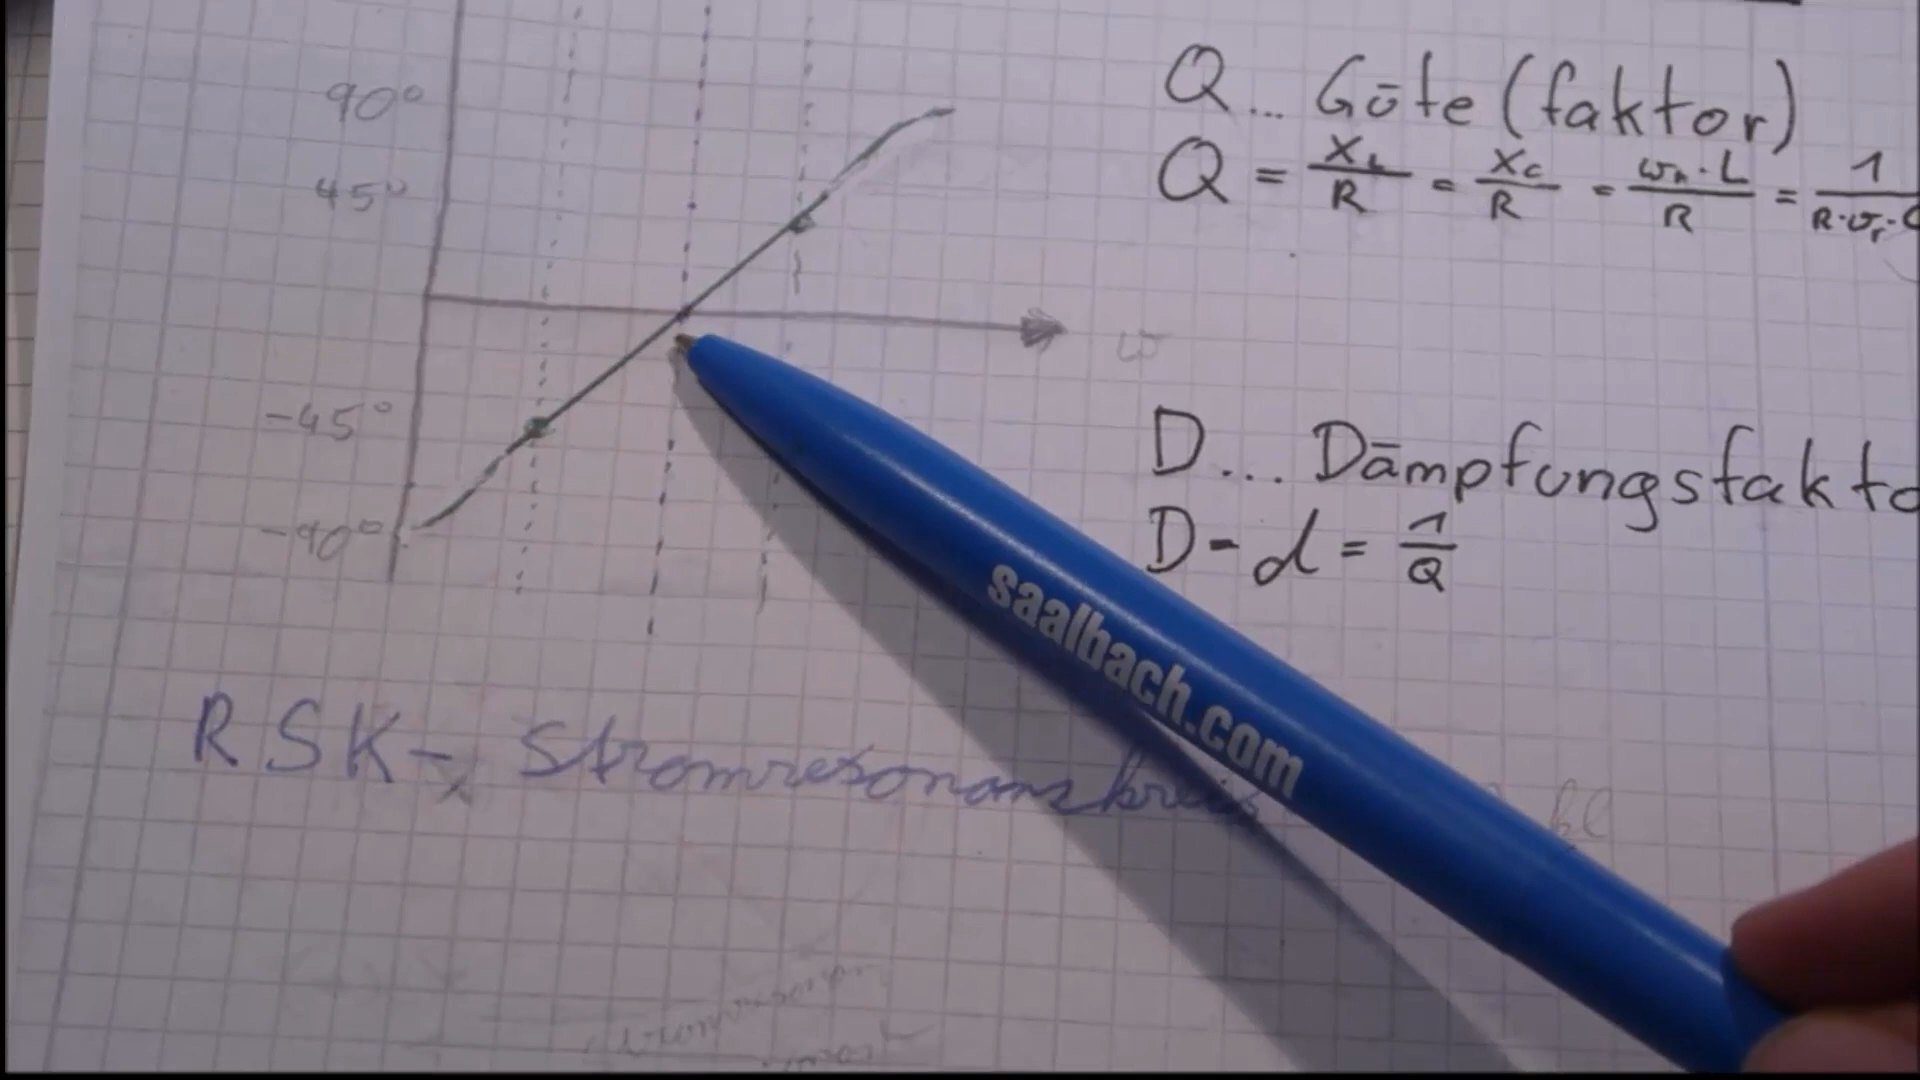 90°
45°
-45°
-90°
ω
Q... Güte (faktor)
Q = X_L/R = X_C/R = ω_r · L/R = 1/R·ω_r·C
D... Dämpfungsfakto
D = d = 1/Q
saalbach.com
RSK - Stromresonanzkreis